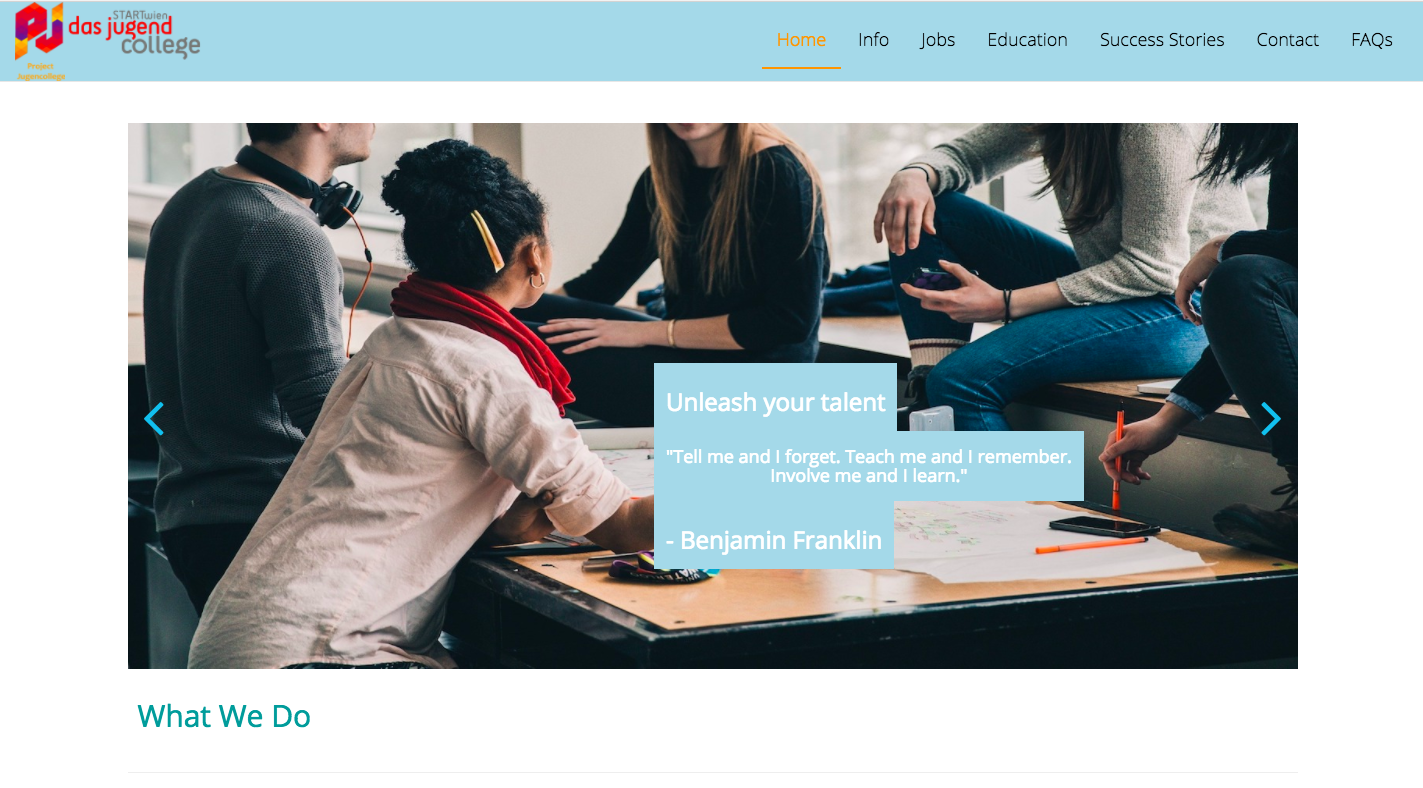 STARTwien
das jugend
college
Project
Jugencollege
Home Info Jobs Education Success Stories Contact FAQs
Unleash your talent
"Tell me and I forget. Teach me and I remember.
Involve me and I learn."
- Benjamin Franklin
What We Do